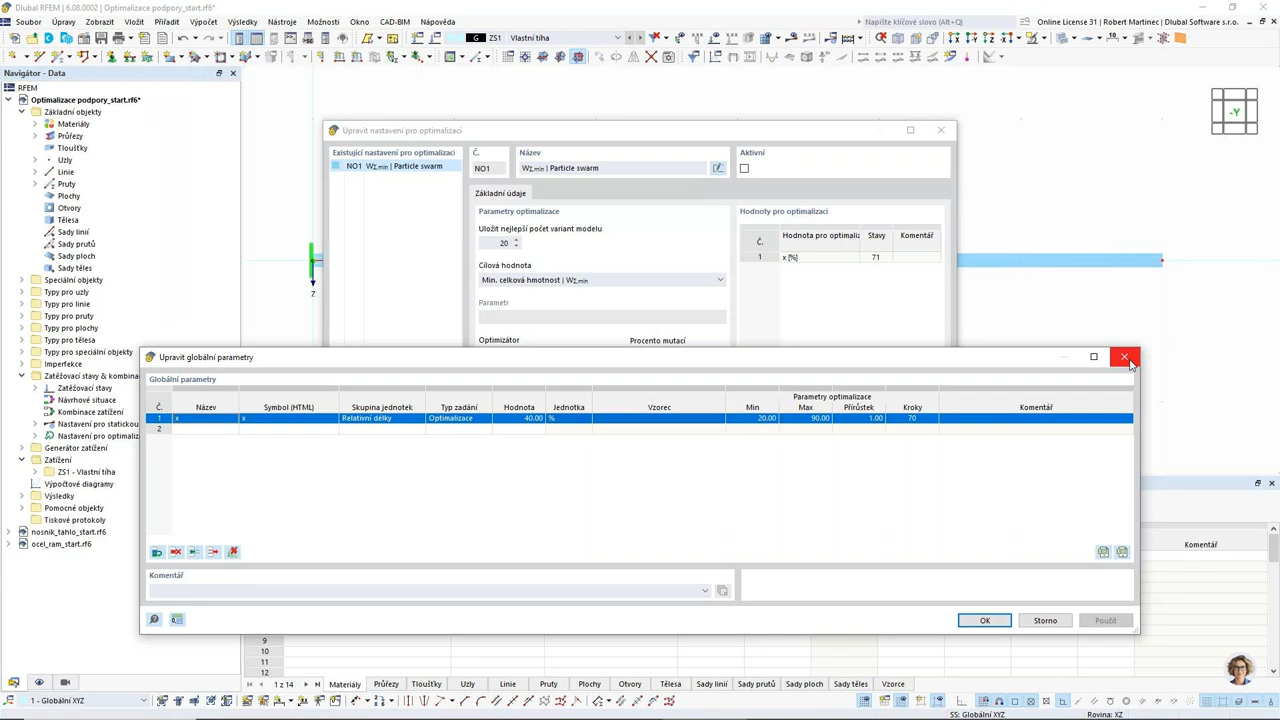 Dlubal RFEM | 6.08.0002 | Optimalizace podpory_start.rf6*
Soubor Úpravy Zobrazit Vložit Přiřadit Výpočet Výsledky Nástroje Možnosti Okno CAD-BIM Nápověda
Napište klíčové slovo (Alt+Q)
Online License 31 | Robert Martinec | Dlubal Software s.r.o.
G ZS1 Vlastní tíha
Navigátor - Data
RFEM
Optimalizace podpory_start.rf6*
Základní objekty
Materiály
Průřezy
Tloušťky
Uzly
Linie
Pruty
Plochy
Otvory
Tělesa
Sady linií
Sady prutů
Sady ploch
Sady těles
Speciální objekty
Typy pro uzly
Typy pro linie
Typy pro pruty
Typy pro plochy
Typy pro tělesa
Typy pro speciální objekty
Imperfekce
Zatěžovací stavy & kombina
Zatěžovací stavy
Návrhové situace
Kombinace zatížení
Nastavení pro statickou
Nastavení pro optimaliz
Generátor zatížení
Zatížení
ZS1 - Vlastní tíha
Výpočtové diagramy
Výsledky
Pomocné objekty
Tiskové protokoly
nosnik_tahlo_start.rf6
ocel_ram_start.rf6
-Y
Z
Upravit nastavení pro optimalizaci
Existující nastavení pro optimalizaci
NO1 WΣ,min | Particle swarm
Č.
NO1
Název
WΣ,min | Particle swarm
Aktivní
Základní údaje
Parametry optimalizace
Uložit nejlepší počet variant modelu
20
Cílová hodnota
Min. celková hmotnost | WΣ,min
Parametr
Optimizátor Procento mutací
Hodnoty pro optimalizaci
Č. Hodnota pro optimaliz Stavy Komentář
1 x [%] 71
Upravit globální parametry
Globální parametry
Parametry optimalizace
Č. Název Symbol (HTML) Skupina jednotek Typ zadání Hodnota Jednotka Vzorec Min Max Přírůstek Kroky Komentář
1 x x Relativní délky Optimalizace 40.00 % 20.00 90.00 1.00 70
2
Komentář
OK Storno Použít
Komentář
9
10
11
12
1 z 14 Materiály Průřezy Tloušťky Uzly Linie Pruty Plochy Otvory Tělesa Sady linií Sady prutů Sady ploch Sady těles Vzorce
1 - Globální XYZ
SS: Globální XYZ Rovina: XZ